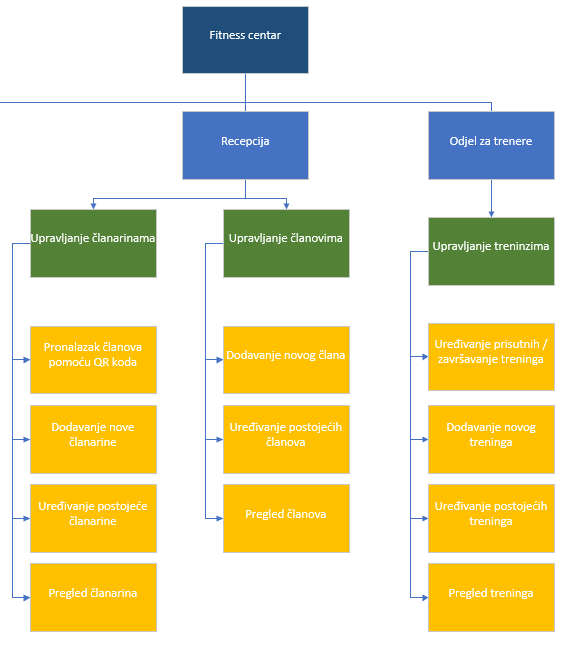 Fitness centar
Recepcija
Odjel za trenere
Upravljanje članarinama
Upravljanje članovima
Upravljanje treninzima
Pronalazak članova
pomoću QR koda
Dodavanje nove
članarine
Uređivanje postojeće
članarine
Pregled članarina
Dodavanje novog člana
Uređivanje postojećih
članova
Pregled članova
Uređivanje prisutnih /
završavanje treninga
Dodavanje novog
treninga
Uređivanje postojećih
treninga
Pregled treninga